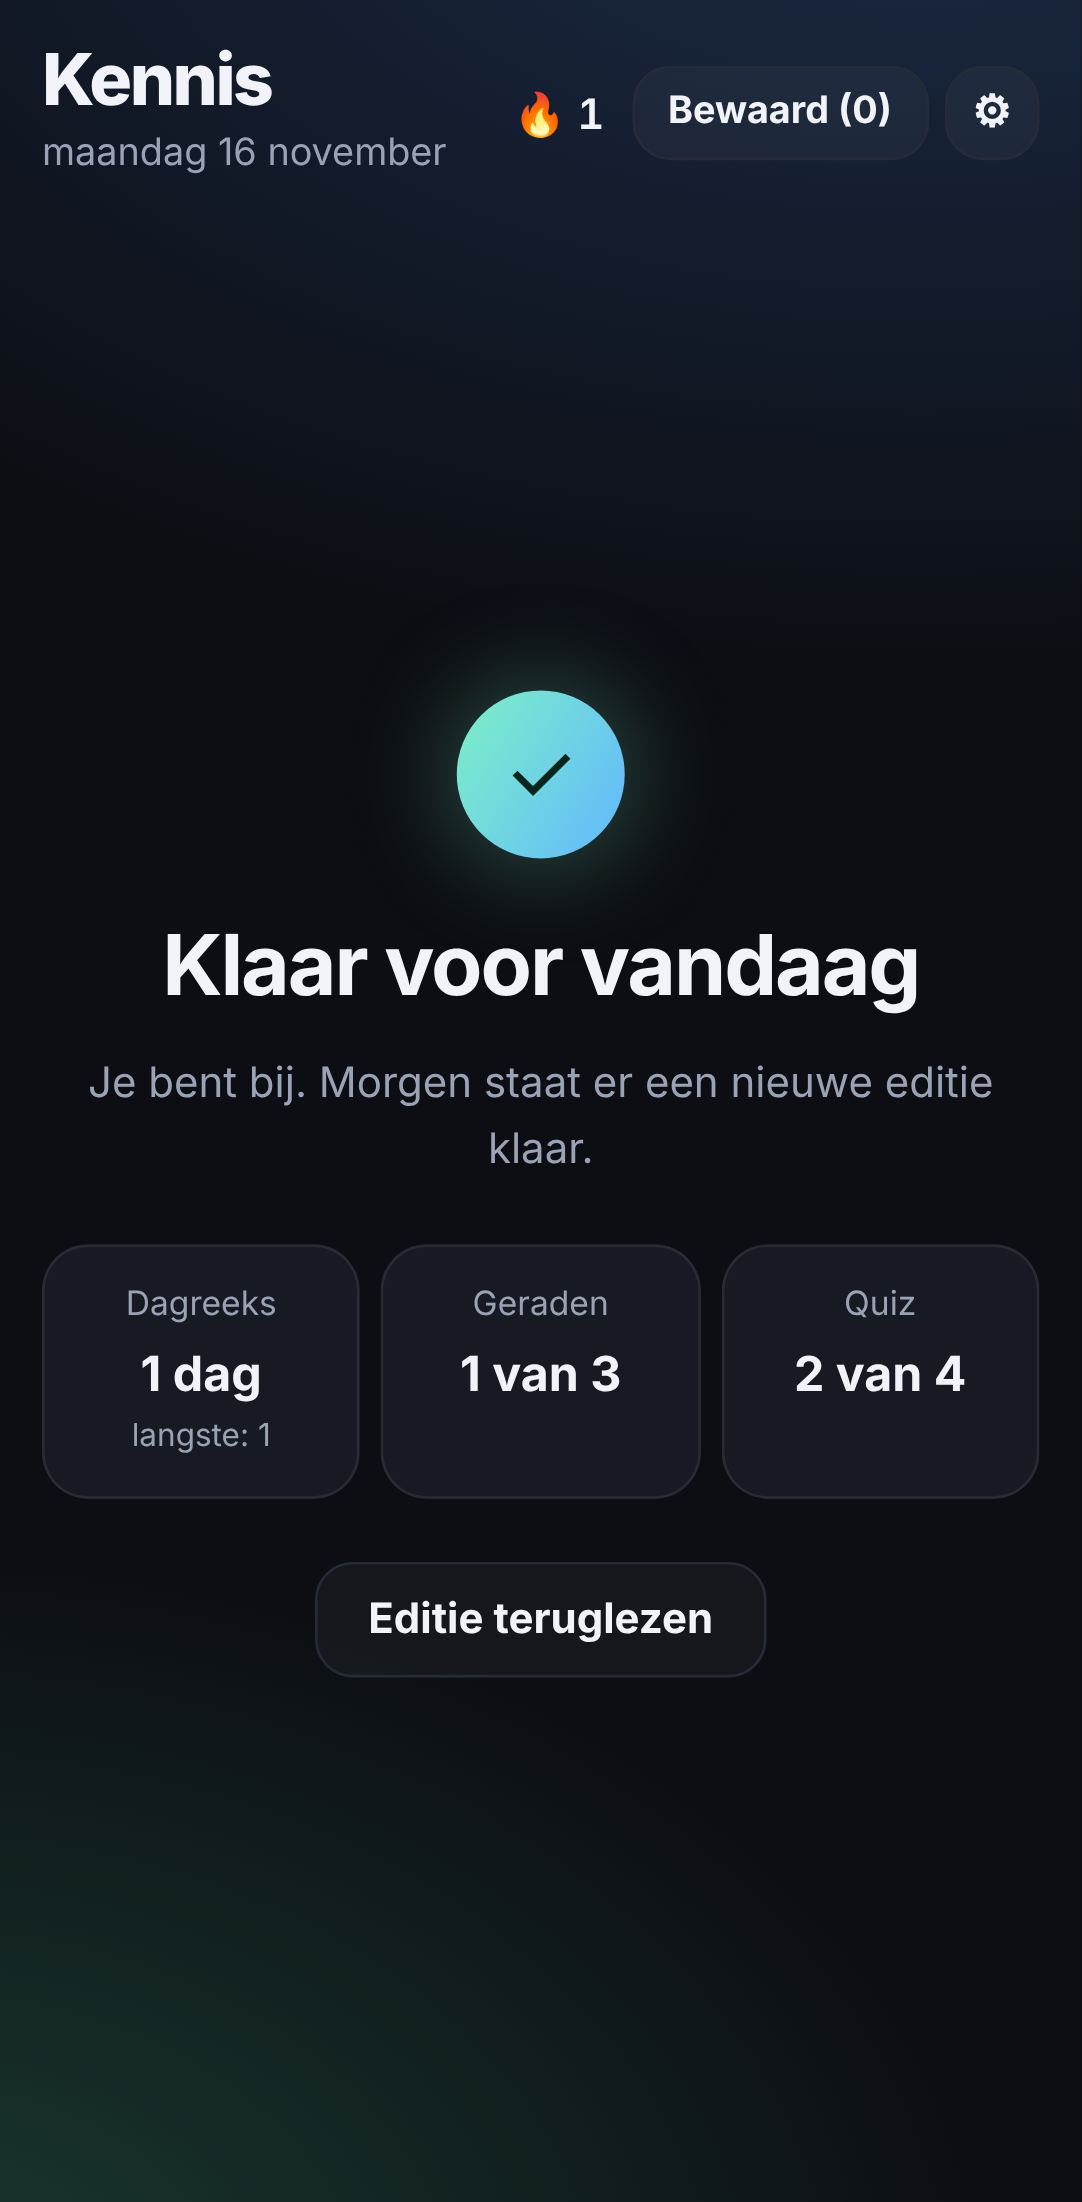 Kennis
maandag 16 november
🔥 1
Bewaard (0)
⚙
Klaar voor vandaag
Je bent bij. Morgen staat er een nieuwe editie
klaar.
Dagreeks
1 dag
langste: 1
Geraden
1 van 3
Quiz
2 van 4
Editie teruglezen